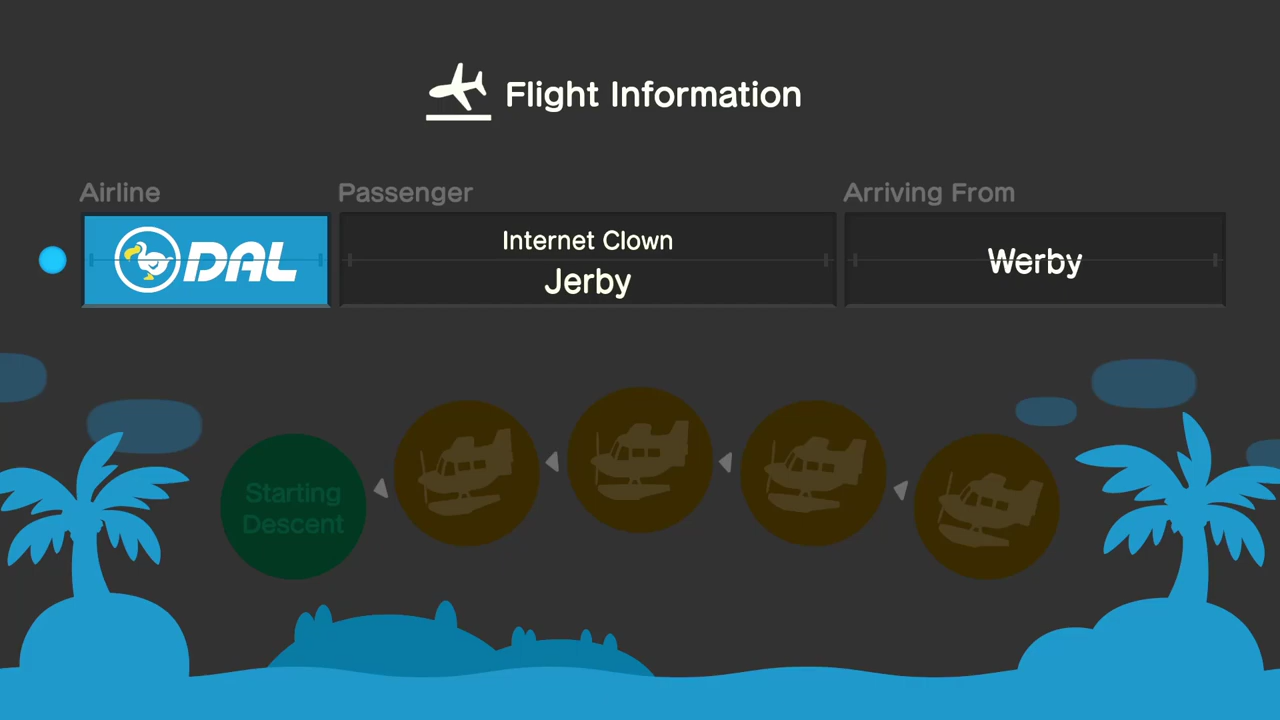 Flight Information
Airline
Passenger
Arriving From
DAL
Internet Clown
Jerby
Werby
Starting
Descent